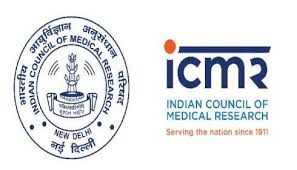 भारतीय आयुर्विज्ञान अनुसंधान परिषद
INDIAN COUNCIL OF MEDICAL RESEARCH
NEW DELHI
नई दिल्ली
icmr
INDIAN COUNCIL OF
MEDICAL RESEARCH
Serving the nation since 1911